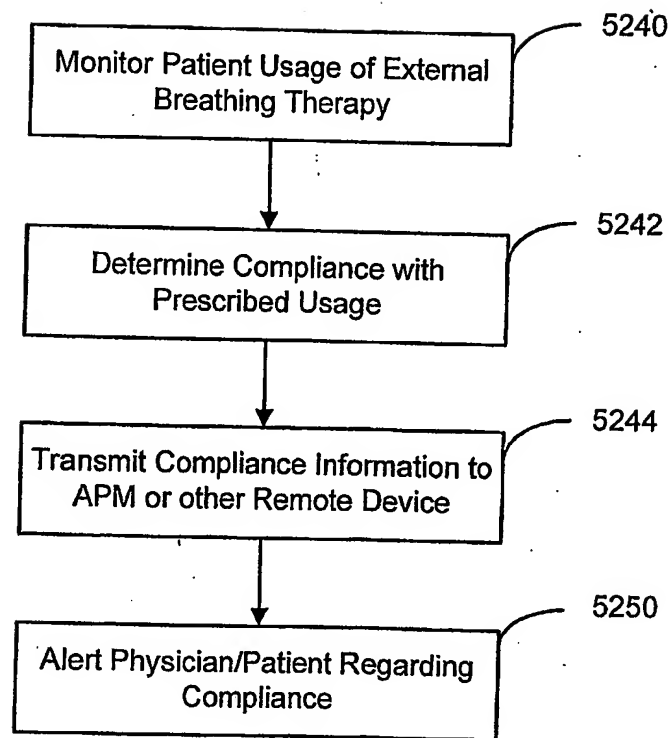 5240
Monitor Patient Usage of External
Breathing Therapy
5242
Determine Compliance with
Prescribed Usage
5244
Transmit Compliance Information to
APM or other Remote Device
5250
Alert Physician/Patient Regarding
Compliance